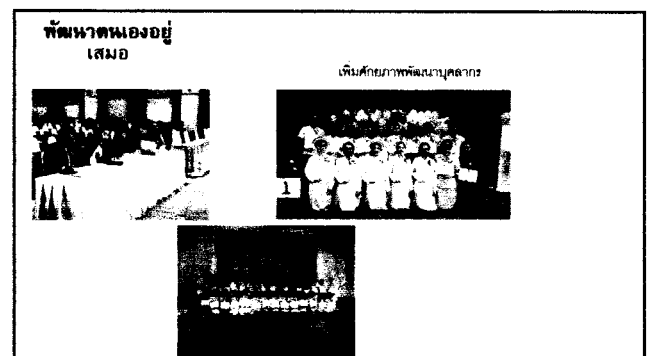 พัฒนาตนเองอยู่
เสมอ
เพิ่มศักยภาพพัฒนาบุคลากร
1